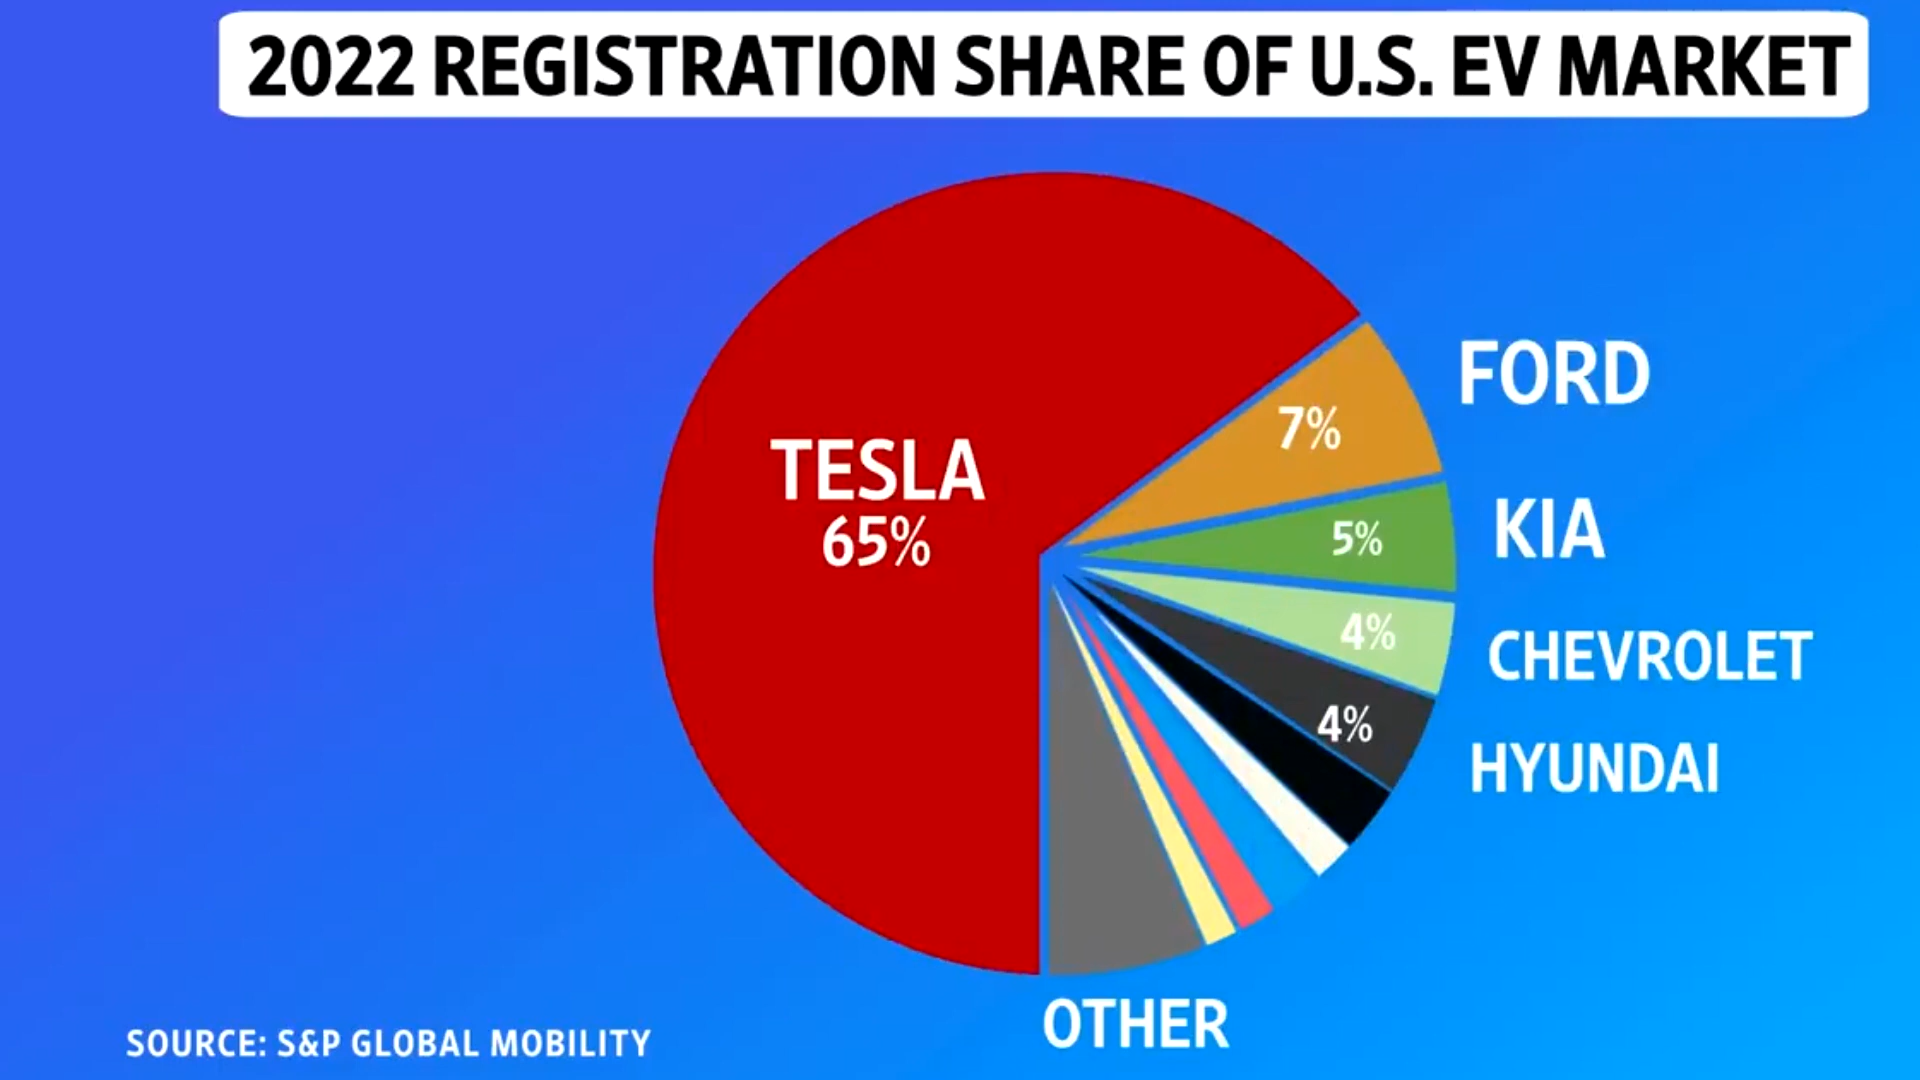 2022 REGISTRATION SHARE OF U.S. EV MARKET
TESLA
65%
7%
FORD
5%
KIA
4%
CHEVROLET
4%
HYUNDAI
OTHER
SOURCE: S&P GLOBAL MOBILITY